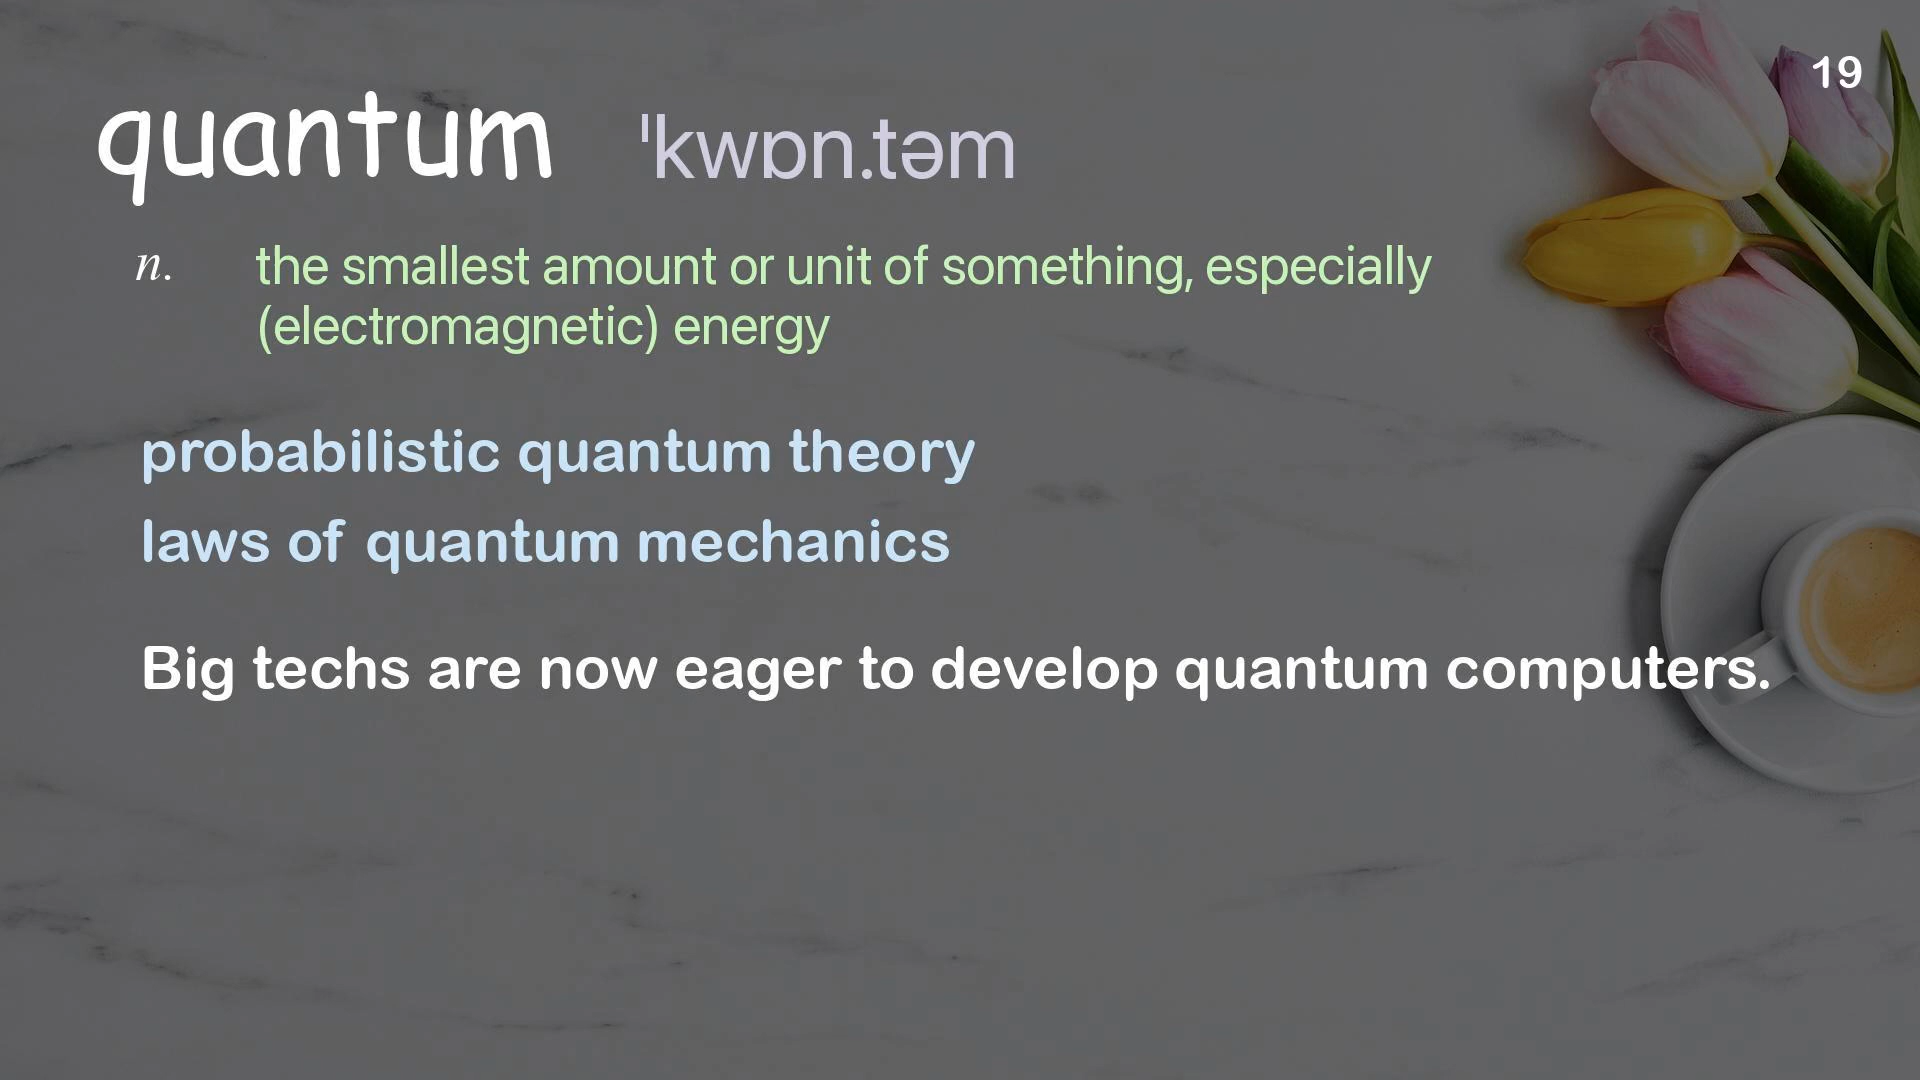 19
quantum ˈkwɒn.təm
n. the smallest amount or unit of something, especially
(electromagnetic) energy
probabilistic quantum theory
laws of quantum mechanics
Big techs are now eager to develop quantum computers.